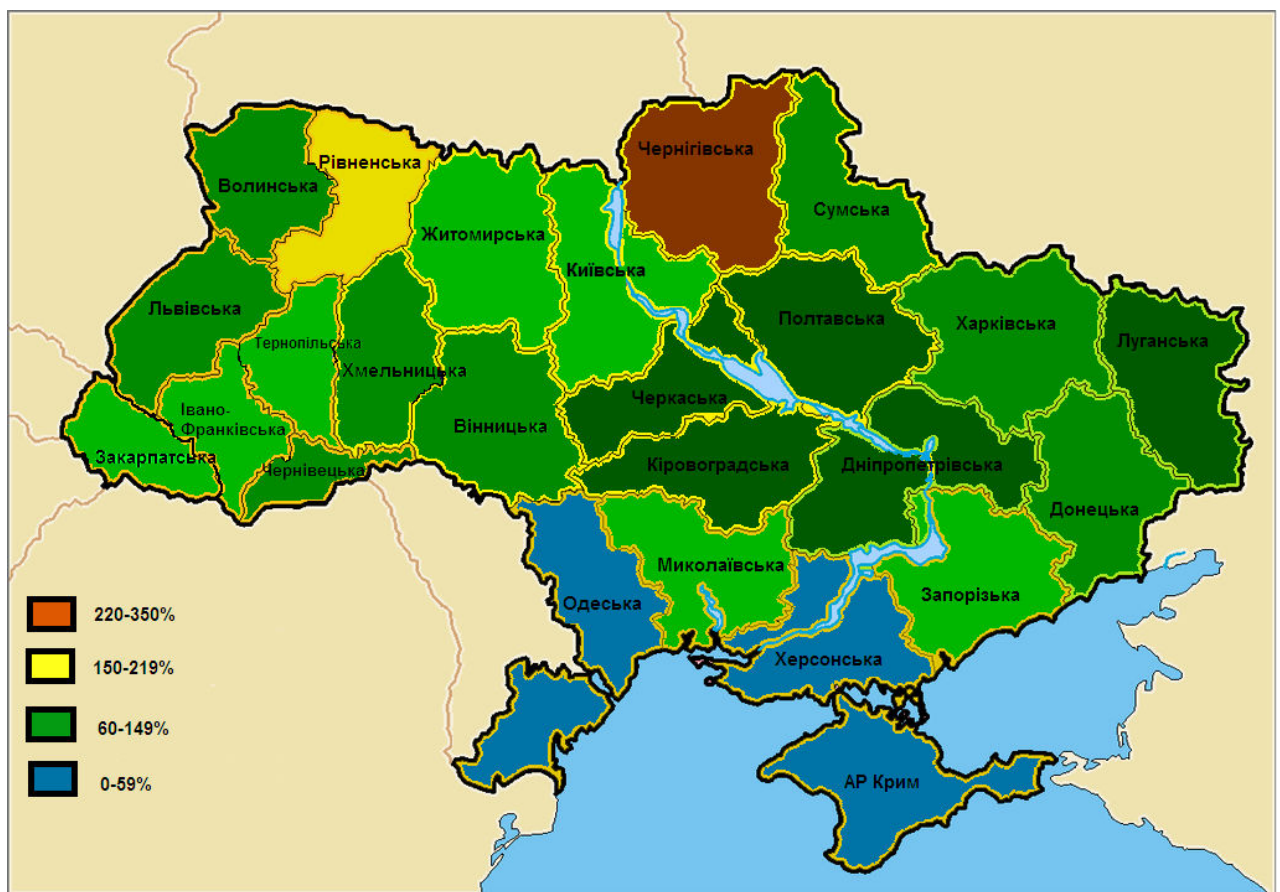 Чернігівська
Рівненська
Волинська
Сумська
Житомирська
Київська
Львівська
Полтавська
Харківська
Луганська
Тернопільська
Хмельницька
Черкаська
Івано-
Франківська
Вінницька
Закарпатська
Чернівецька
Кіровоградська
Дніпропетрівська
Донецька
Миколаївська
Запорізька
Одеська
Херсонська
АР Крим
220-350%
150-219%
60-149%
0-59%